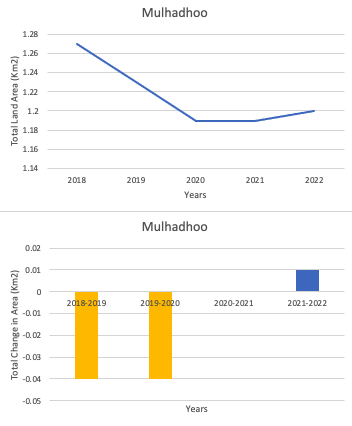 Mulhadhoo
Total Land Area (Km2)
1.28
1.26
1.24
1.22
1.2
1.18
1.16
1.14
2018 2019 2020 2021 2022
Years
Mulhadhoo
Total Change in Area (Km2)
0.02
0.01
0
2018-2019 2019-2020 2020-2021 2021-2022
-0.01
-0.02
-0.03
-0.04
-0.05
Years